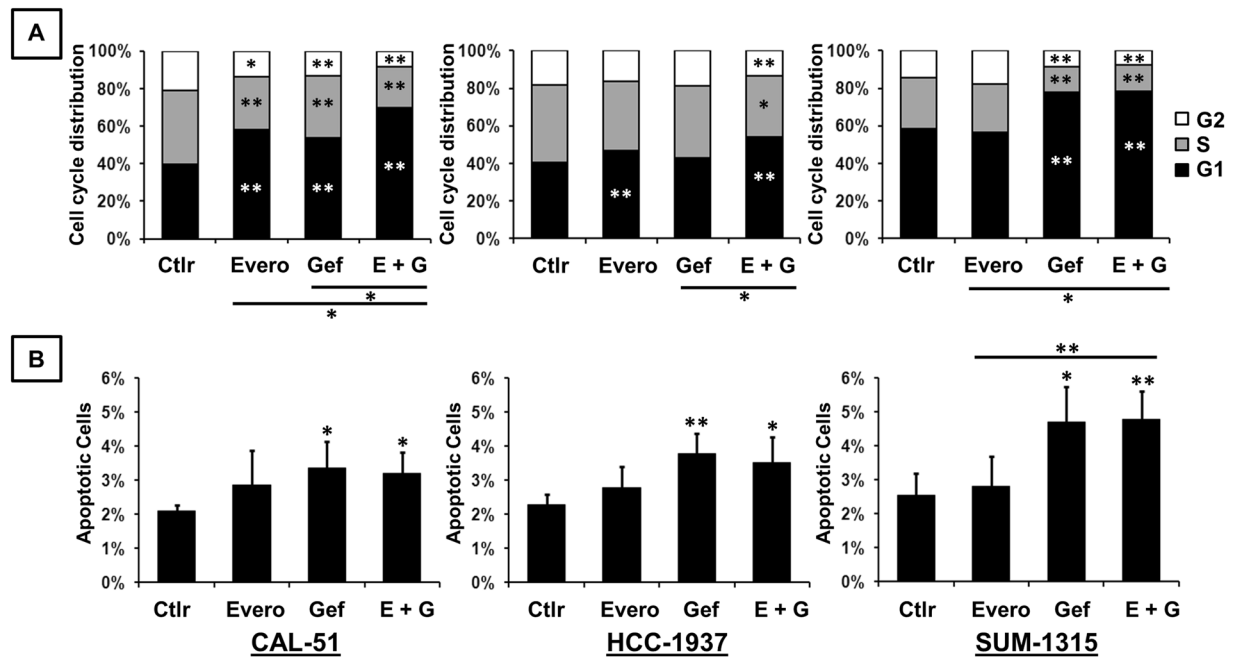 A
Cell cycle distribution
100%
80%
60%
40%
20%
0%
* ** **
** ** **
** ** **
Ctlr Evero Gef E + G
*
*
Cell cycle distribution
100%
80%
60%
40%
20%
0%
**
*
** **
Ctlr Evero Gef E + G
*
Cell cycle distribution
100%
80%
60%
40%
20%
0%
** **
** **
** **
Ctlr Evero Gef E + G
*
G2
S
G1
B
Apoptotic Cells
6%
5%
4%
3%
2%
1%
0%
* *
Ctlr Evero Gef E + G
CAL-51
Apoptotic Cells
6%
5%
4%
3%
2%
1%
0%
** *
Ctlr Evero Gef E + G
HCC-1937
Apoptotic Cells
6%
5%
4%
3%
2%
1%
0%
**
* **
Ctlr Evero Gef E + G
SUM-1315